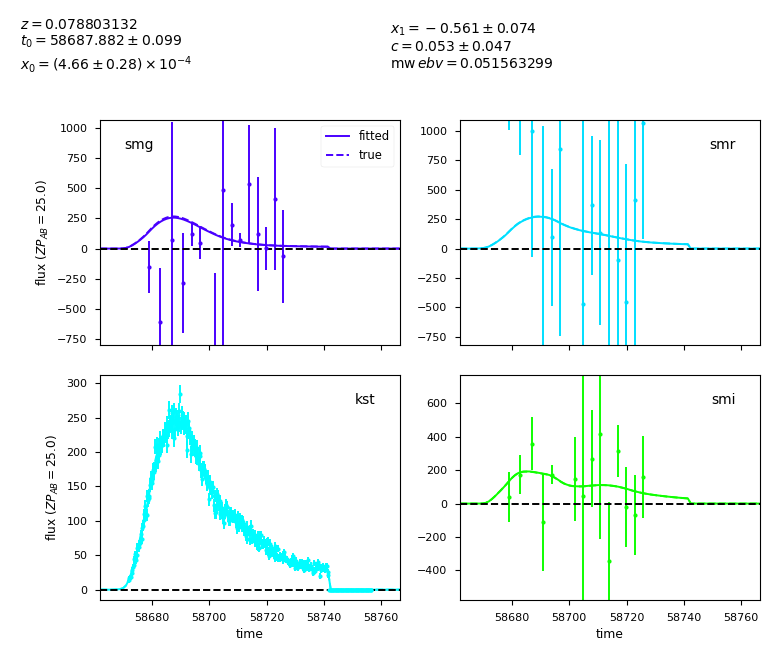 z = 0.078803132
t₀ = 58687.882 ± 0.099
x₀ = (4.66 ± 0.28) × 10⁻⁴
x₁ = −0.561 ± 0.074
c = 0.053 ± 0.047
mw ebv = 0.051563299
smg
fitted
true
1000
750
500
250
0
−250
−500
−750
flux (ZP_AB = 25.0)
smr
1000
750
500
250
0
−250
−500
−750
kst
300
250
200
150
100
50
0
flux (ZP_AB = 25.0)
58680 58700 58720 58740 58760
time
smi
600
400
200
0
−200
−400
58680 58700 58720 58740 58760
time